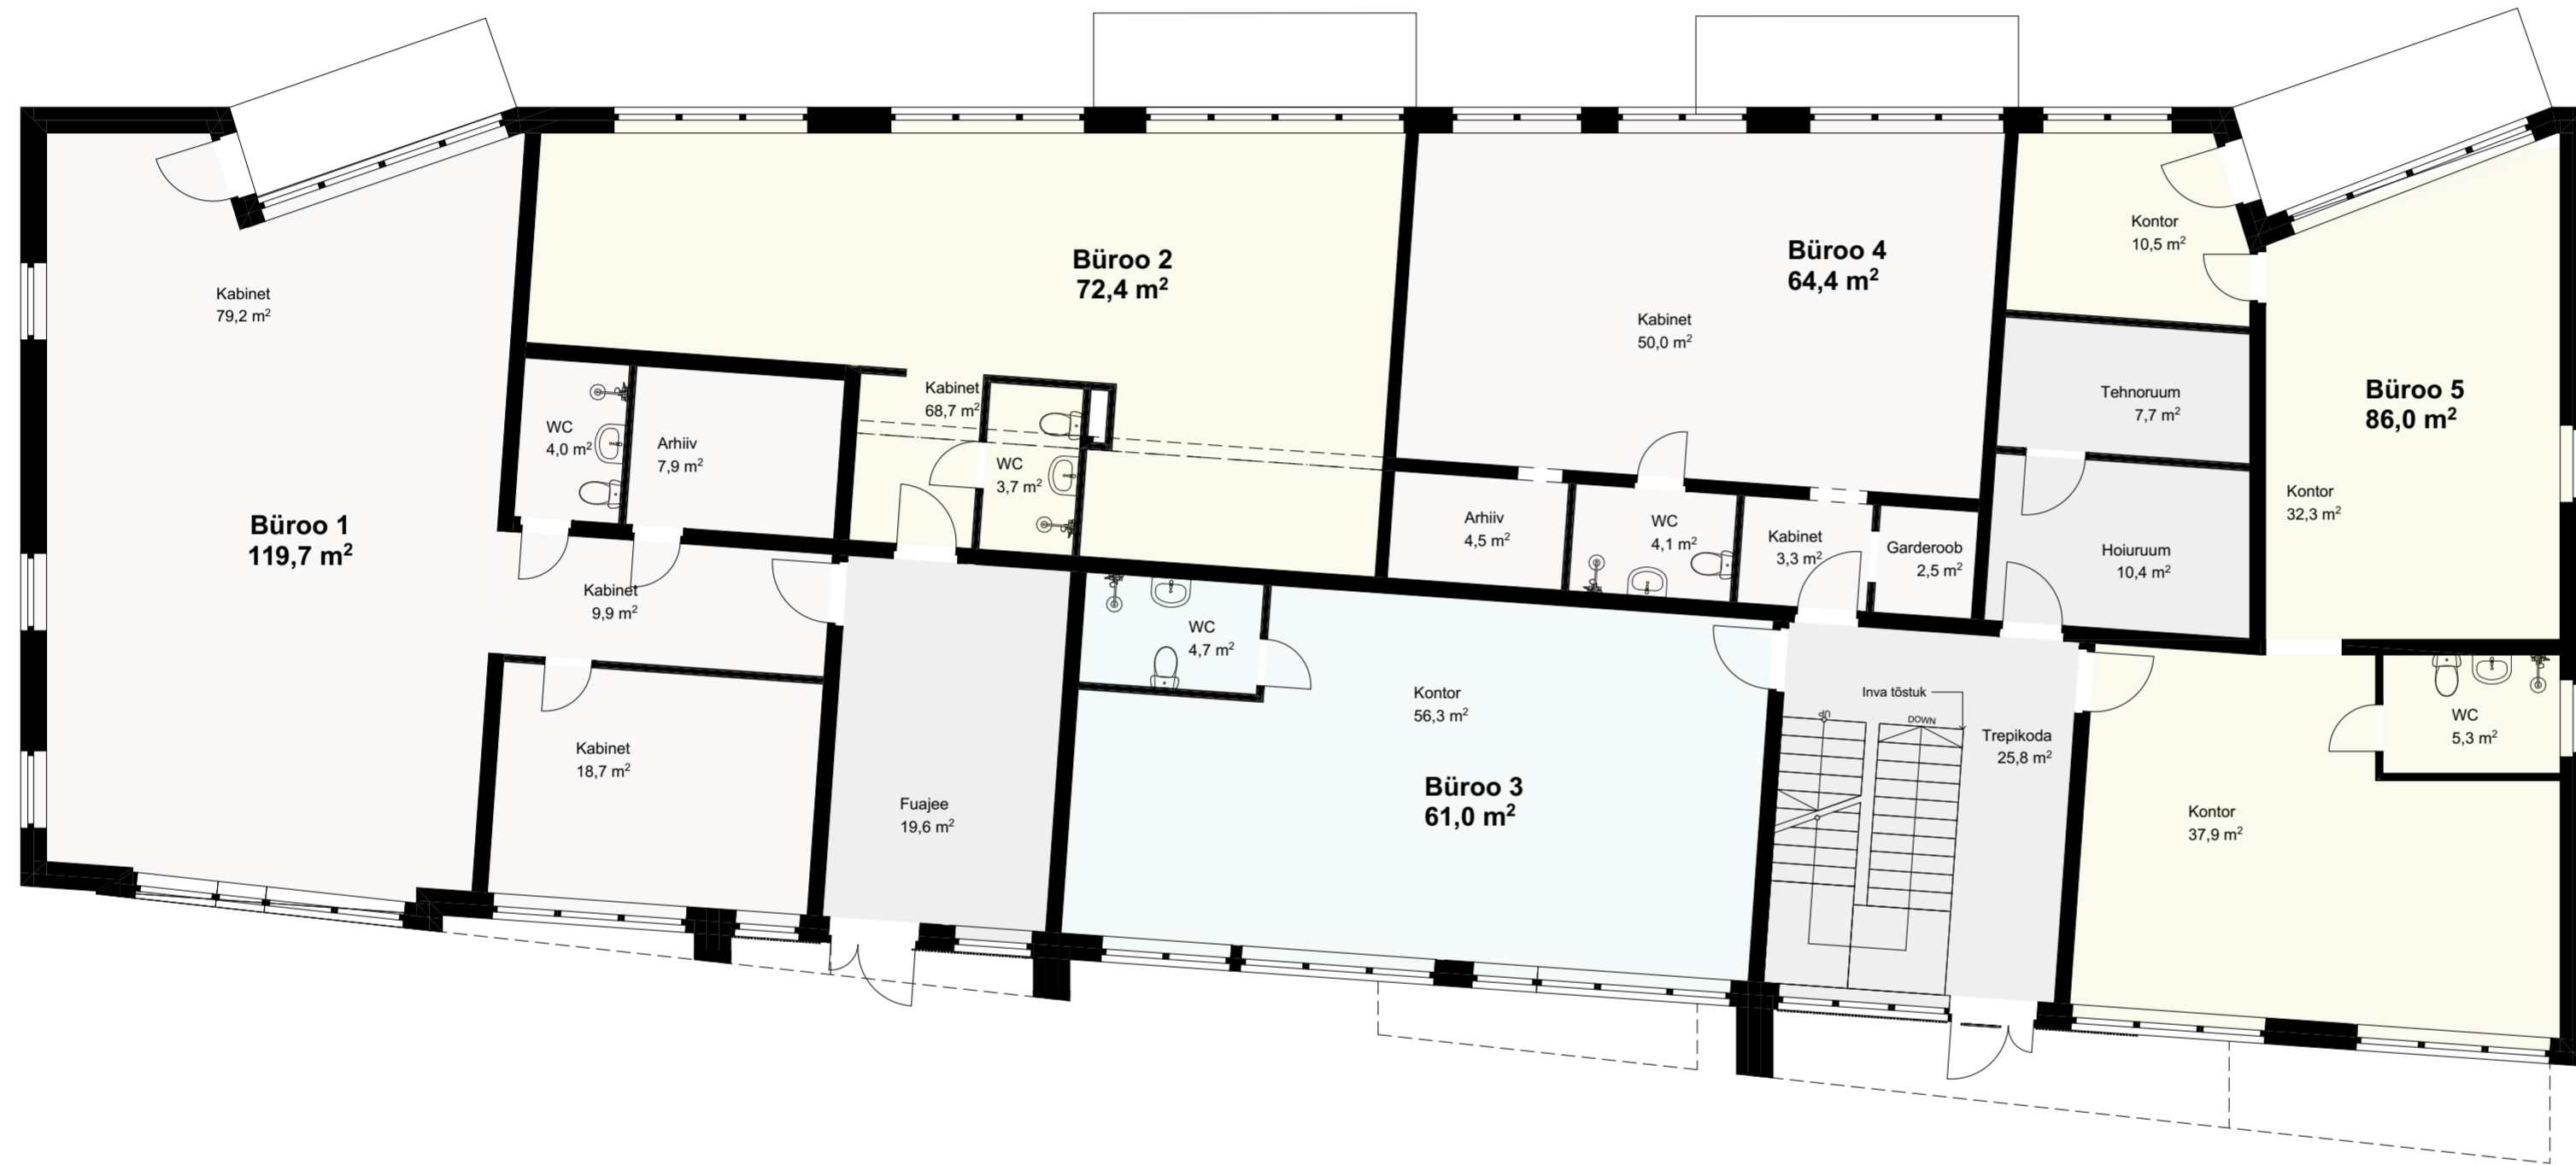 Kabinet
79,2 m²
Büroo 1
119,7 m²
WC
4,0 m²
Arhiiv
7,9 m²
Kabinet
9,9 m²
Kabinet
18,7 m²
Büroo 2
72,4 m²
Kabinet
68,7 m²
WC
3,7 m²
Fuajee
19,6 m²
WC
4,7 m²
Kontor
56,3 m²
Büroo 3
61,0 m²
Büroo 4
64,4 m²
Kabinet
50,0 m²
Arhiiv
4,5 m²
WC
4,1 m²
Kabinet
3,3 m²
Garderoob
2,5 m²
Inva tõstuk
UP
DOWN
Trepikoda
25,8 m²
Kontor
10,5 m²
Tehnoruum
7,7 m²
Hoiuruum
10,4 m²
Büroo 5
86,0 m²
Kontor
32,3 m²
WC
5,3 m²
Kontor
37,9 m²